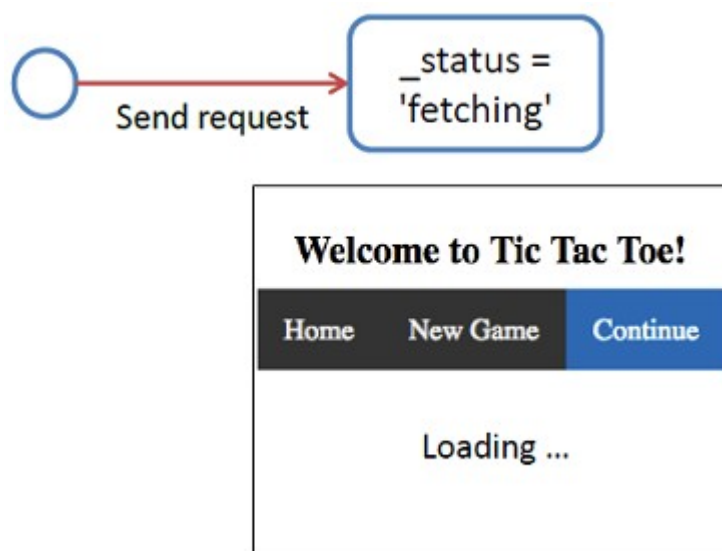 _status =
'fetching'
Send request
Welcome to Tic Tac Toe!
Home New Game Continue
Loading ...